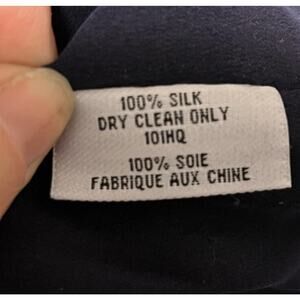 100% SILK
DRY CLEAN ONLY
101HQ
100% SOIE
FABRIQUE AUX CHINE